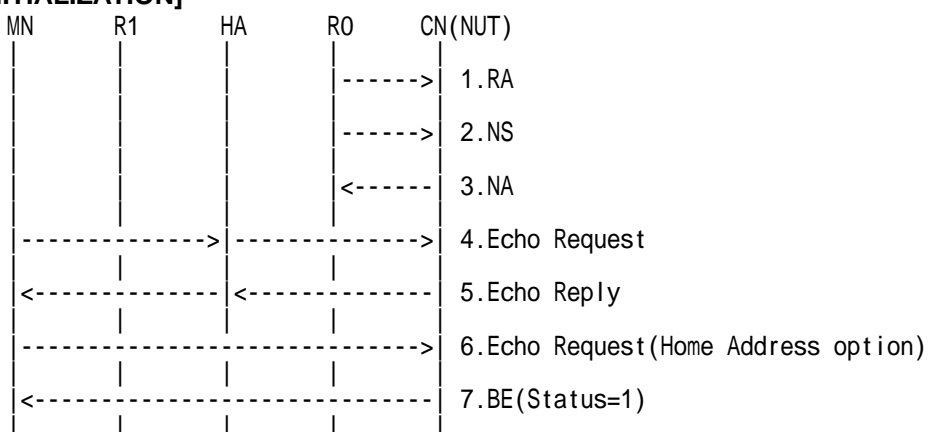 MN R1 HA R0 CN(NUT)
1.RA
2.NS
3.NA
4.Echo Request
5.Echo Reply
6.Echo Request(Home Address option)
7.BE(Status=1)